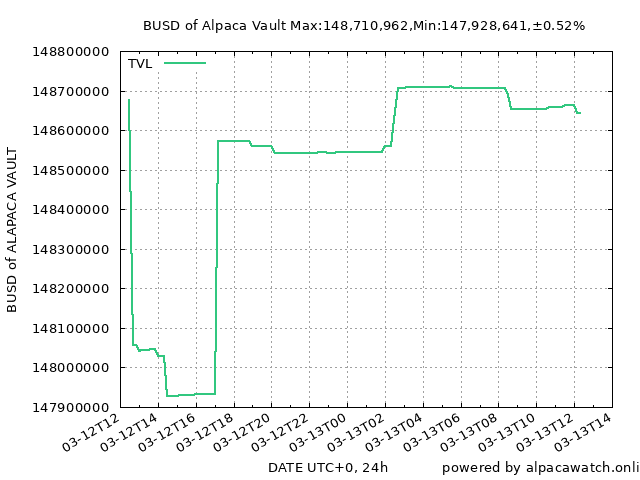 BUSD of Alpaca Vault Max:148,710,962,Min:147,928,641,±0.52%
TVL
BUSD of ALAPACA VAULT
148800000
148700000
148600000
148500000
148400000
148300000
148200000
148100000
148000000
147900000
03-12T12
03-12T14
03-12T16
03-12T18
03-12T20
03-12T22
03-13T00
03-13T02
03-13T04
03-13T06
03-13T08
03-13T10
03-13T12
03-13T14
DATE UTC+0, 24h
powered by alpacawatch.onli